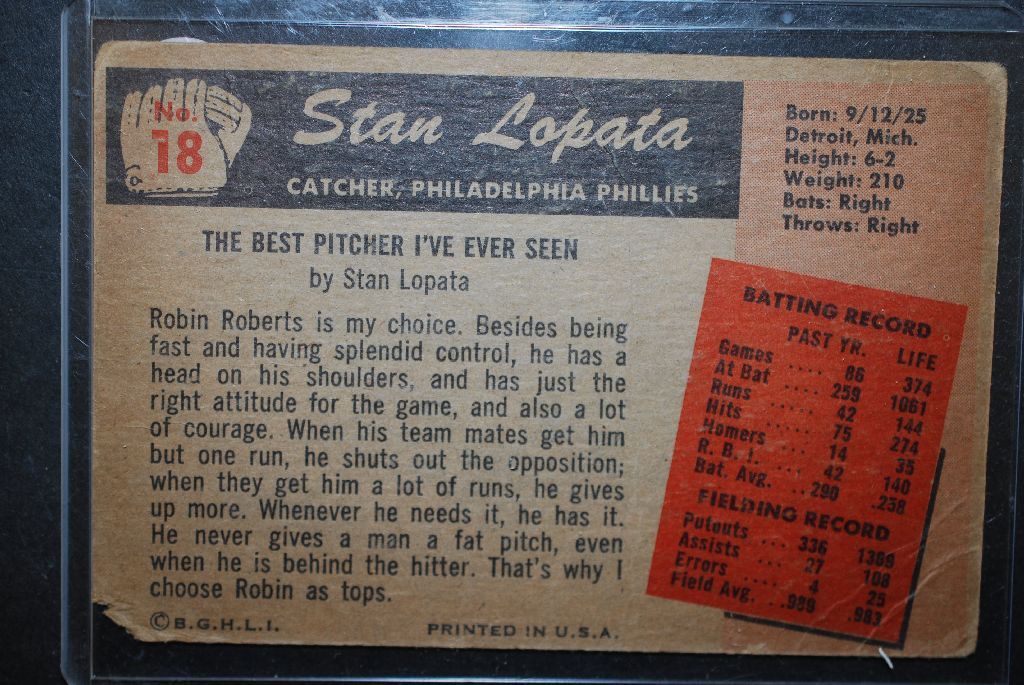 No.
18
Stan Lopata
CATCHER, PHILADELPHIA PHILLIES
Born: 9/12/25
Detroit, Mich.
Height: 6-2
Weight: 210
Bats: Right
Throws: Right
THE BEST PITCHER I'VE EVER SEEN
by Stan Lopata
Robin Roberts is my choice. Besides being
fast and having splendid control, he has a
head on his shoulders, and has just the
right attitude for the game, and also a lot
of courage. When his team mates get him
but one run, he shuts out the opposition;
when they get him a lot of runs, he gives
up more. Whenever he needs it, he has it.
He never gives a man a fat pitch, even
when he is behind the hitter. That's why I
choose Robin as tops.
BATTING RECORD
PAST YR. LIFE
Games .... 86 374
At Bat .... 259 1061
Runs ..... 42 144
Hits ..... 75 274
Homers .... 14 35
R. B. I. ... 42 140
Bat. Avg. ..290 .258
FIELDING RECORD
Putouts ... 336 1369
Assists ... 27 108
Errors .... 4 25
Field Avg. ..989 .983
©B.G.H.L.I.
PRINTED IN U.S.A.